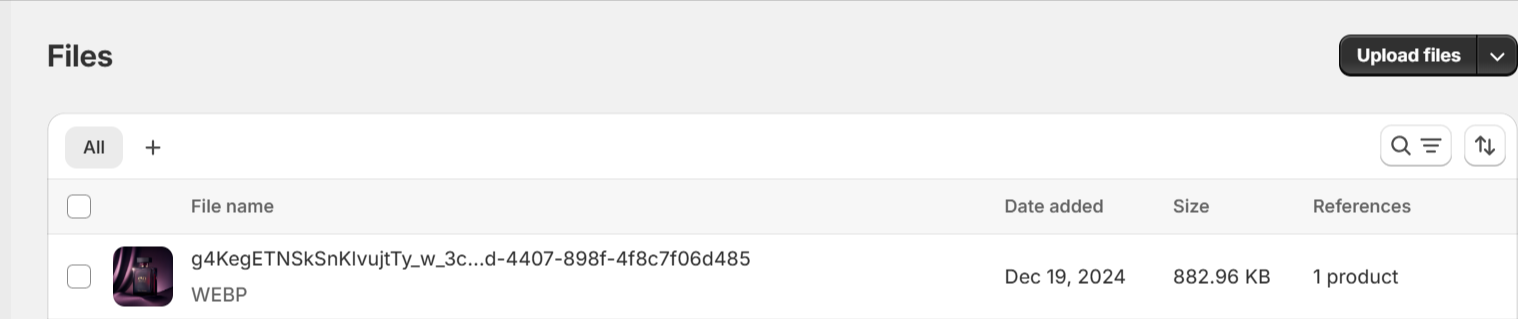 Files
Upload files
All
File name Date added Size References
g4KegETNSkSnKlvujtTy_w_3c...d-4407-898f-4f8c7f06d485
WEBP
Dec 19, 2024 882.96 KB 1 product